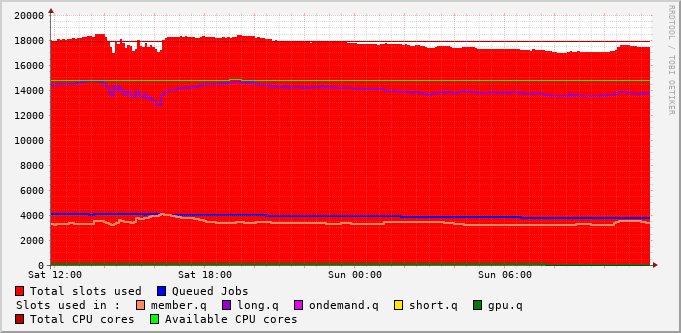 RRDTOOL / TOBI OETIKER
20000
18000
16000
14000
12000
10000
8000
6000
4000
2000
0
Sat 12:00 Sat 18:00 Sun 00:00 Sun 06:00
Total slots used Queued Jobs
Slots used in : member.q long.q ondemand.q short.q gpu.q
Total CPU cores Available CPU cores